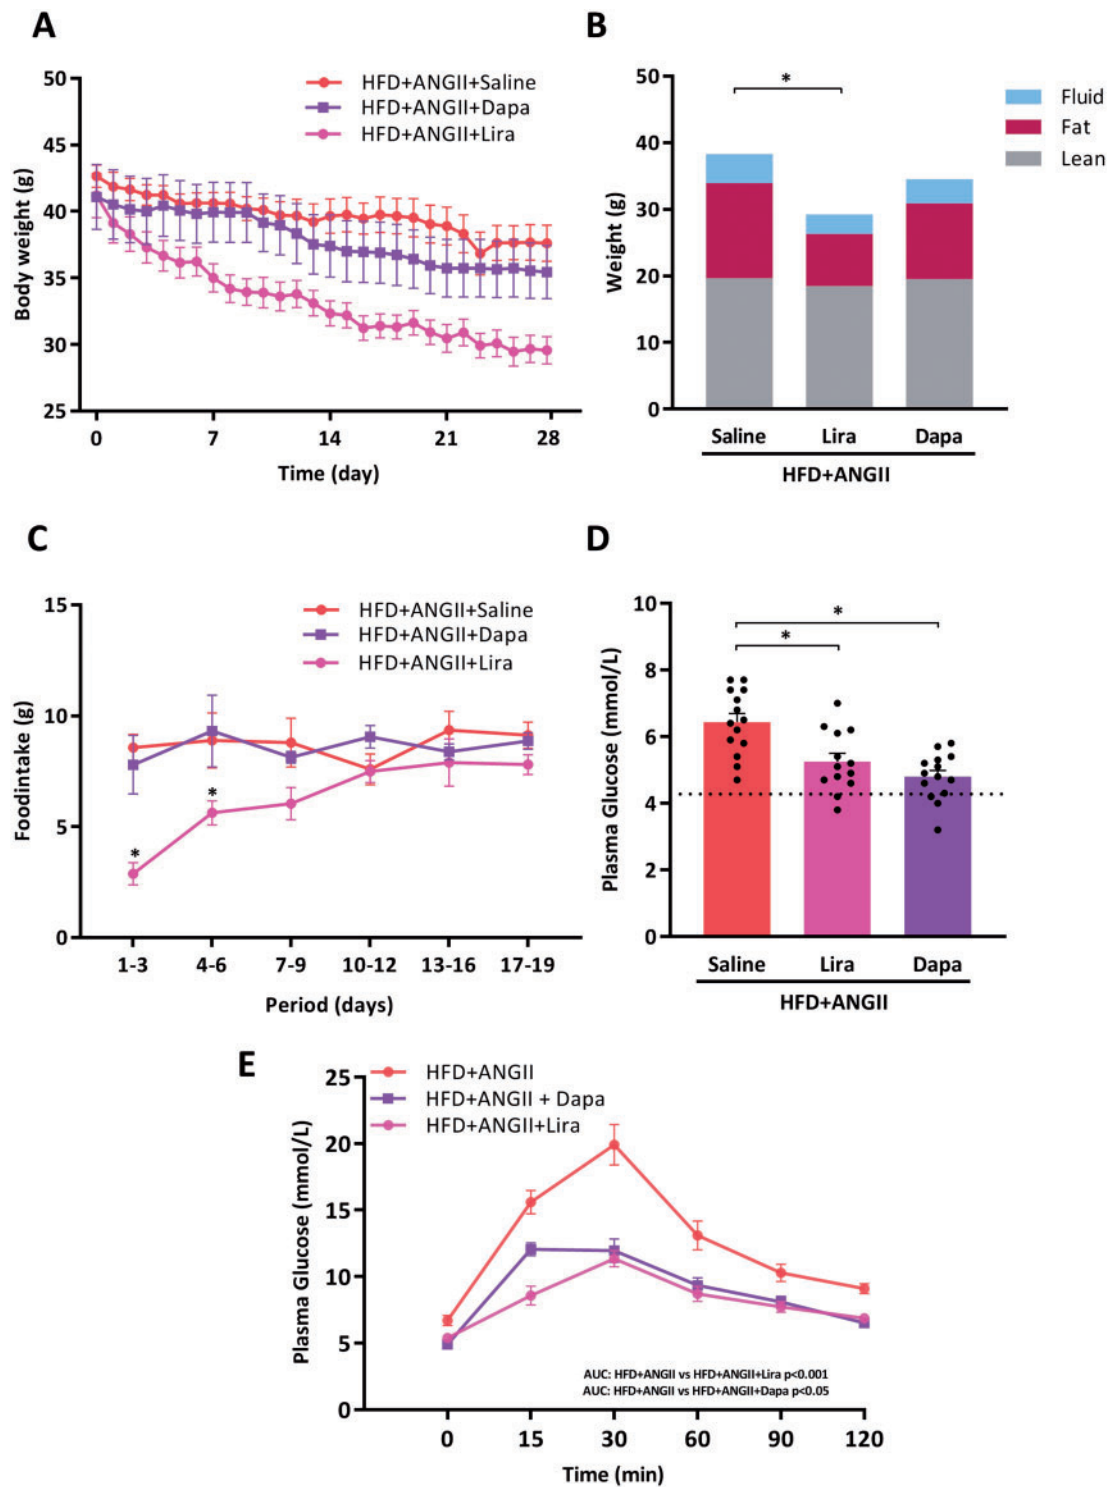 A
HFD+ANGII+Saline
HFD+ANGII+Dapa
HFD+ANGII+Lira
50
45
40
35
30
25
Body weight (g)
0 7 14 21 28
Time (day)
B
*
Fluid
Fat
Lean
50
40
30
20
10
0
Weight (g)
Saline Lira Dapa
HFD+ANGII
C
HFD+ANGII+Saline
HFD+ANGII+Dapa
HFD+ANGII+Lira
15
10
5
0
Foodintake (g)
*
*
1-3 4-6 7-9 10-12 13-16 17-19
Period (days)
D
*
*
10
8
6
4
2
0
Plasma Glucose (mmol/L)
Saline Lira Dapa
HFD+ANGII
E
HFD+ANGII
HFD+ANGII + Dapa
HFD+ANGII+Lira
25
20
15
10
5
0
Plasma Glucose (mmol/L)
AUC: HFD+ANGII vs HFD+ANGII+Lira p<0.001
AUC: HFD+ANGII vs HFD+ANGII+Dapa p<0.05
0 15 30 60 90 120
Time (min)